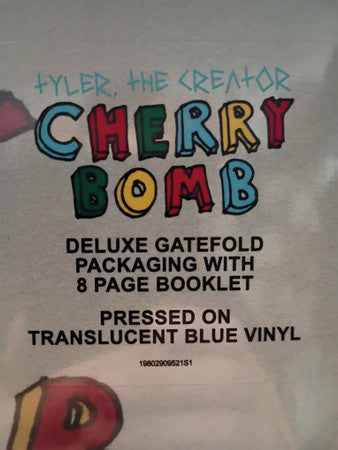 TYLER, THE CREATOR
CHERRY
BOMB
DELUXE GATEFOLD
PACKAGING WITH
8 PAGE BOOKLET
PRESSED ON
TRANSLUCENT BLUE VINYL
19802909521S1